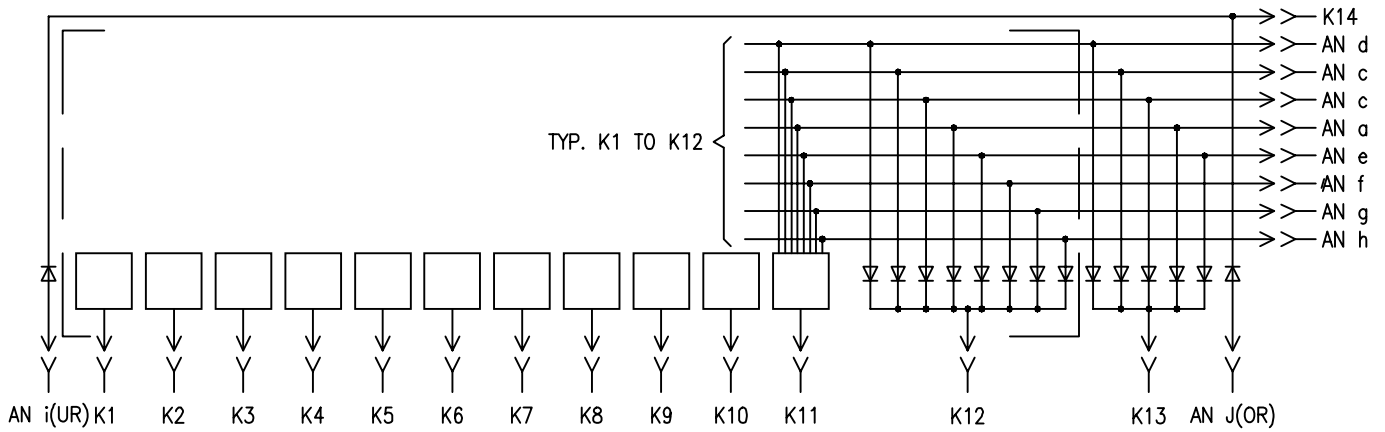 K14
AN d
AN c
AN c
AN a
TYP. K1 TO K12
AN e
AN f
AN g
AN h
AN i(UR) K1 K2 K3 K4 K5 K6 K7 K8 K9 K10 K11 K12 K13 AN J(OR)